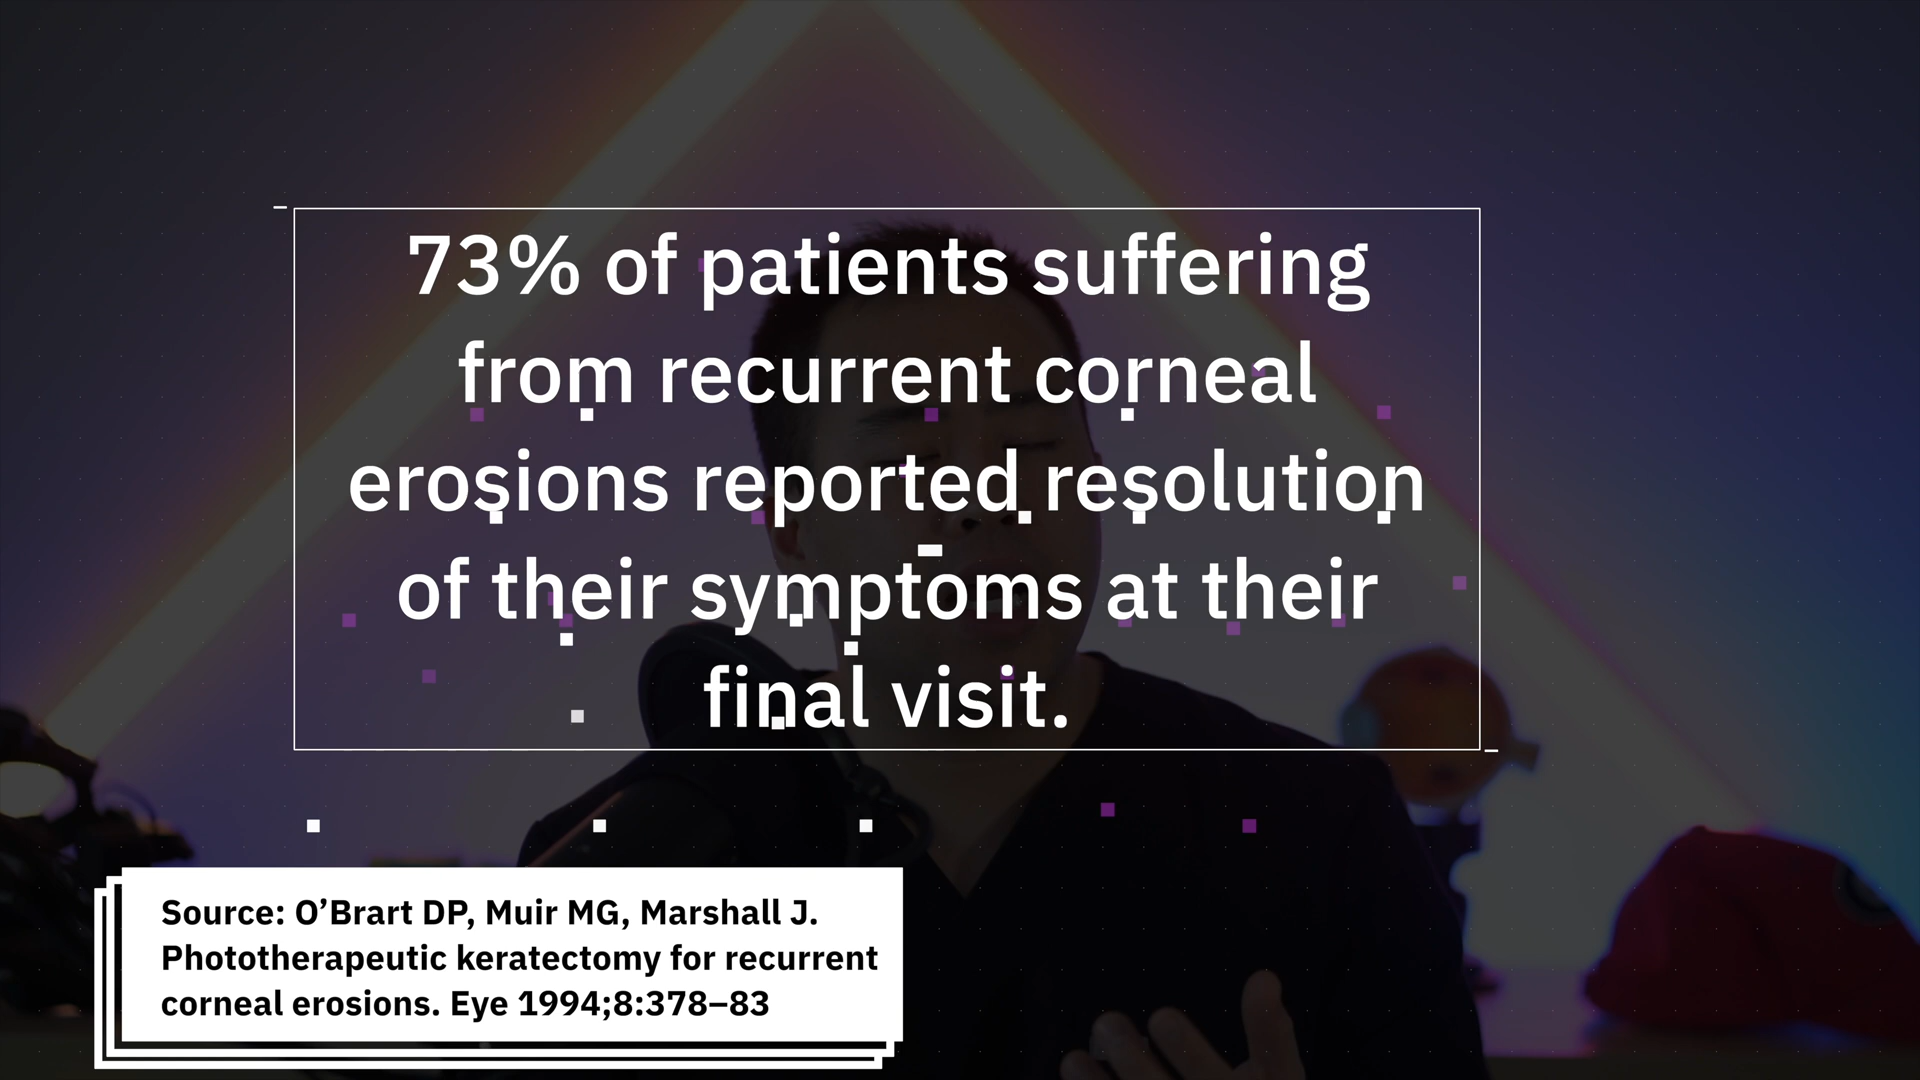 73% of patients suffering
from recurrent corneal
erosions reported resolution
of their symptoms at their
final visit.
Source: O’Brart DP, Muir MG, Marshall J.
Phototherapeutic keratectomy for recurrent
corneal erosions. Eye 1994;8:378–83